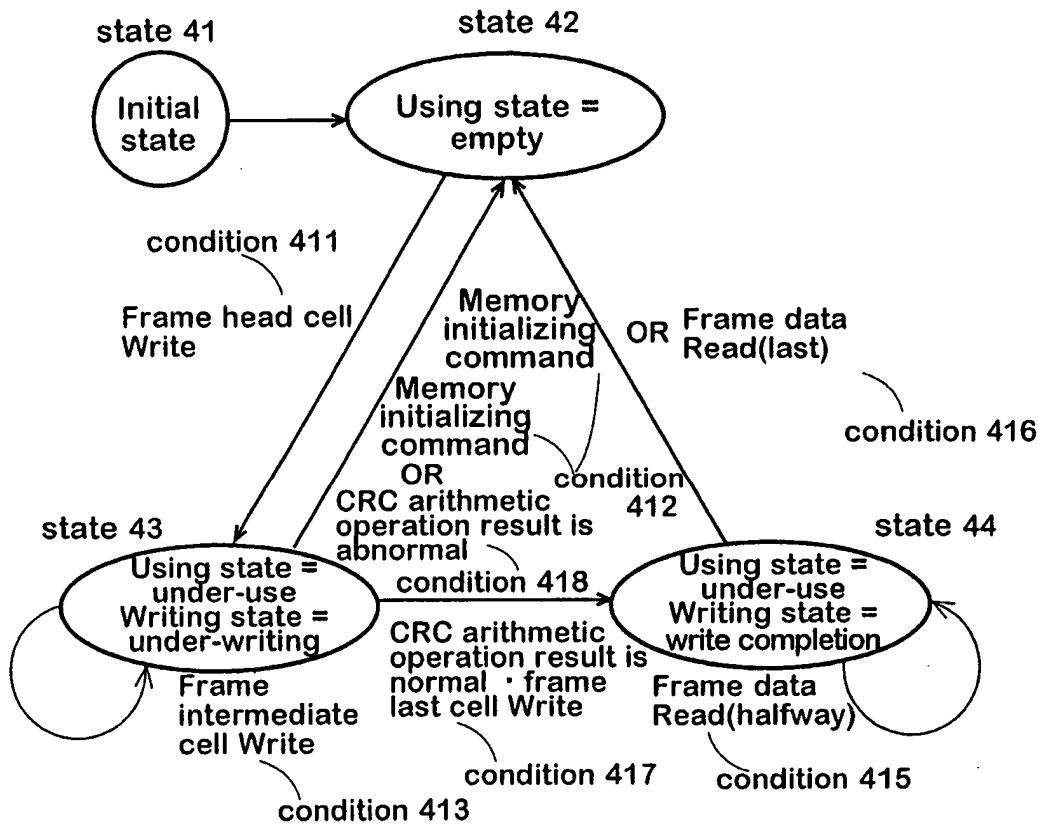 state 41
state 42
Initial
state
Using state =
empty
condition 411
Frame head cell
Write
Memory
initializing
command
OR
Frame data
Read(last)
condition 416
Memory
initializing
command
OR
CRC arithmetic
operation result is
abnormal
condition
412
condition 418
state 43
state 44
Using state =
under-use
Writing state =
under-writing
Using state =
under-use
Writing state =
write completion
CRC arithmetic
operation result is
normal · frame
last cell Write
Frame
intermediate
cell Write
Frame data
Read(halfway)
condition 417
condition 415
condition 413